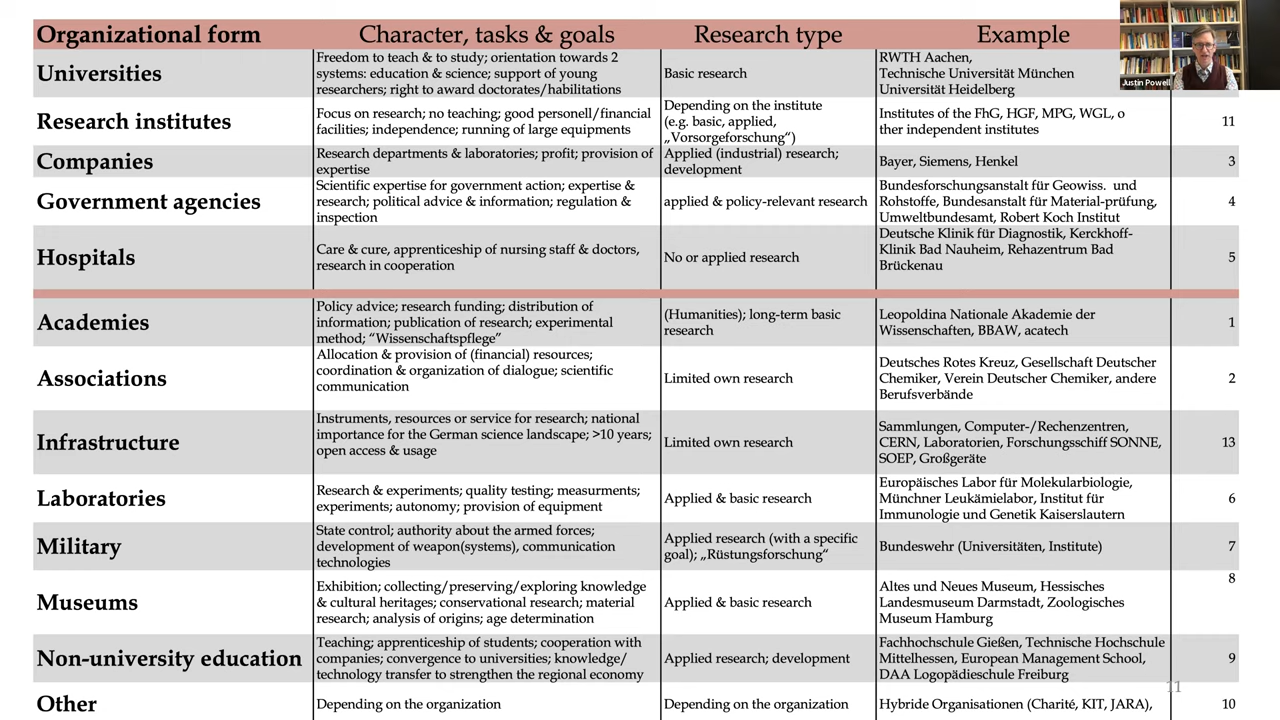 Organizational form Character, tasks & goals Research type Example
Universities
Freedom to teach & to study; orientation towards 2
systems: education & science; support of young
researchers; right to award doctorates/habilitations
Basic research
RWTH Aachen,
Technische Universität München
Universität Heidelberg
Research institutes
Focus on research; no teaching; good personell/financial
facilities; independence; running of large equipments
Depending on the institute
(e.g. basic, applied,
„Vorsorgeforschung“)
Institutes of the FhG, HGF, MPG, WGL, o
ther independent institutes
11
Companies
Research departments & laboratories; profit; provision of
expertise
Applied (industrial) research;
development
Bayer, Siemens, Henkel
3
Government agencies
Scientific expertise for government action; expertise &
research; political advice & information; regulation &
inspection
applied & policy-relevant research
Bundesforschungsanstalt für Geowiss. und
Rohstoffe, Bundesanstalt für Material-prüfung,
Umweltbundesamt, Robert Koch Institut
4
Hospitals
Care & cure, apprenticeship of nursing staff & doctors,
research in cooperation
No or applied research
Deutsche Klinik für Diagnostik, Kerckhoff-
Klinik Bad Nauheim, Rehazentrum Bad
Brückenau
5
Academies
Policy advice; research funding; distribution of
information; publication of research; experimental
method; “Wissenschaftspflege”
(Humanities); long-term basic
research
Leopoldina Nationale Akademie der
Wissenschaften, BBAW, acatech
1
Associations
Allocation & provision of (financial) resources;
coordination & organization of dialogue; scientific
communication
Limited own research
Deutsches Rotes Kreuz, Gesellschaft Deutscher
Chemiker, Verein Deutscher Chemiker, andere
Berufsverbände
2
Infrastructure
Instruments, resources or service for research; national
importance for the German science landscape; >10 years;
open access & usage
Limited own research
Sammlungen, Computer-/Rechenzentren,
CERN, Laboratorien, Forschungsschiff SONNE,
SOEP, Großgeräte
13
Laboratories
Research & experiments; quality testing; measurments;
experiments; autonomy; provision of equipment
Applied & basic research
Europäisches Labor für Molekularbiologie,
Münchner Leukämielabor, Institut für
Immunologie und Genetik Kaiserslautern
6
Military
State control; authority about the armed forces;
development of weapon(systems), communication
technologies
Applied research (with a specific
goal); „Rüstungsforschung“
Bundeswehr (Universitäten, Institute)
7
Museums
Exhibition; collecting/preserving/exploring knowledge
& cultural heritages; conservational research; material
research; analysis of origins; age determination
Applied & basic research
Altes und Neues Museum, Hessisches
Landesmuseum Darmstadt, Zoologisches
Museum Hamburg
8
Non-university education
Teaching; apprenticeship of students; cooperation with
companies; convergence to universities; knowledge/
technology transfer to strengthen the regional economy
Applied research; development
Fachhochschule Gießen, Technische Hochschule
Mittelhessen, European Management School,
DAA Logopädieschule Freiburg
9
Other
Depending on the organization
Depending on the organization
Hybride Organisationen (Charité, KIT, JARA),
10
11
Justin Powell